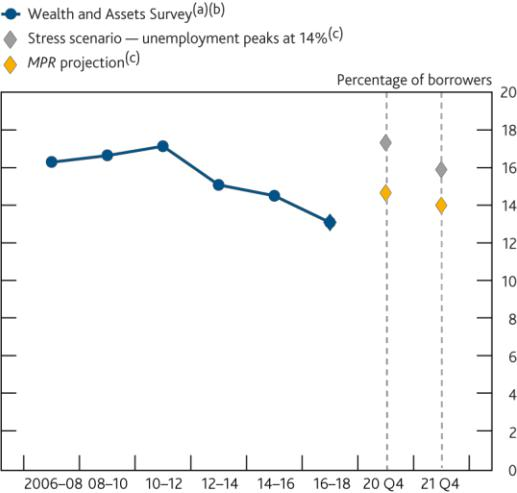 Wealth and Assets Survey(a)(b)
Stress scenario — unemployment peaks at 14%(c)
MPR projection(c)
Percentage of borrowers
20
18
16
14
12
10
8
6
4
2
0
2006–08 08–10 10–12 12–14 14–16 16–18 20 Q4 21 Q4